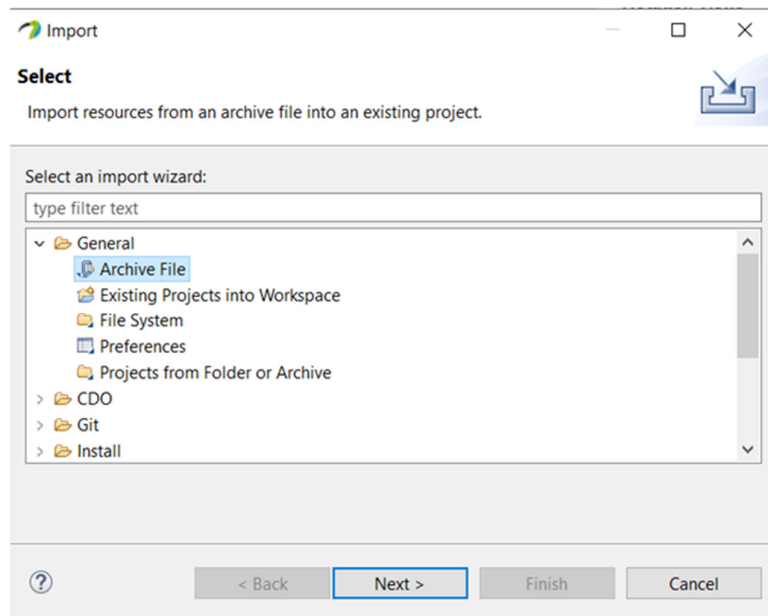 Import
Select
Import resources from an archive file into an existing project.
Select an import wizard:
type filter text
General
Archive File
Existing Projects into Workspace
File System
Preferences
Projects from Folder or Archive
CDO
Git
Install
< Back Next > Finish Cancel